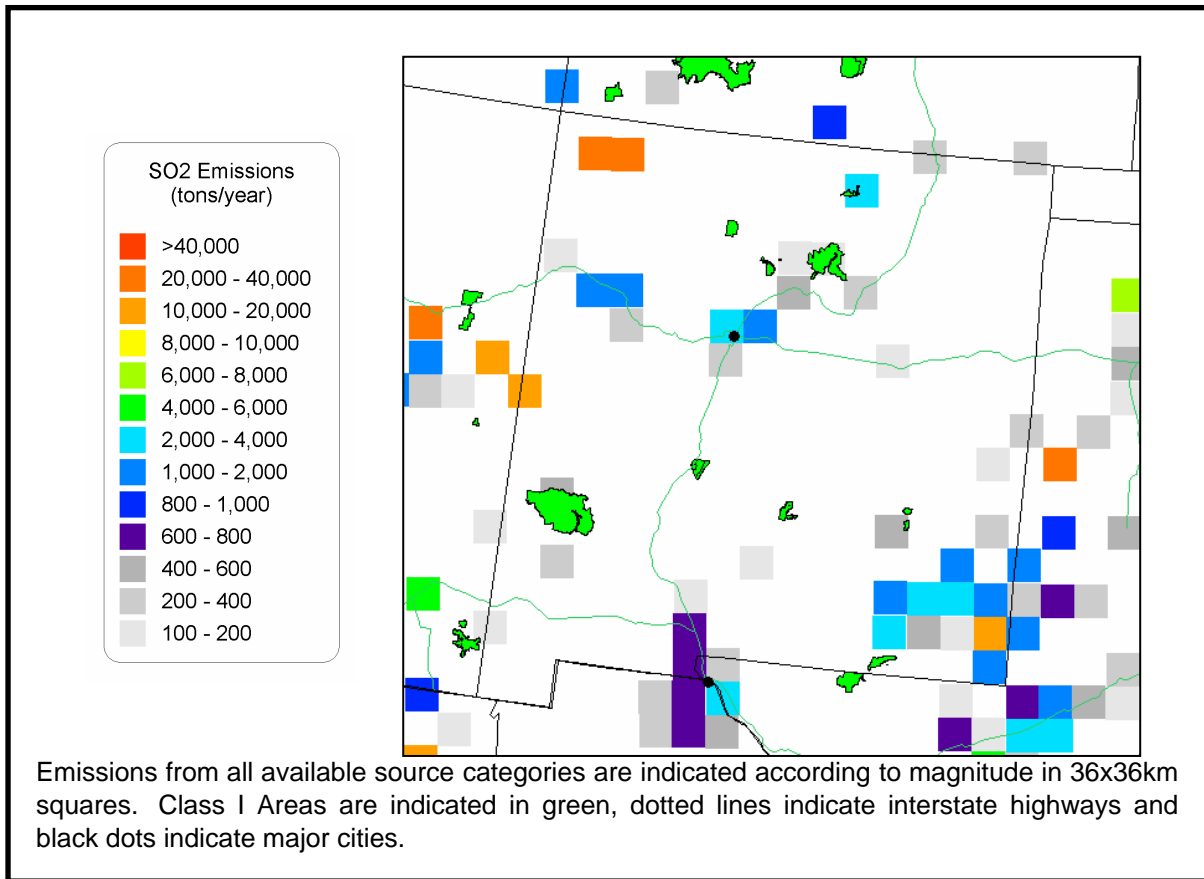 SO2 Emissions
(tons/year)
>40,000
20,000 - 40,000
10,000 - 20,000
8,000 - 10,000
6,000 - 8,000
4,000 - 6,000
2,000 - 4,000
1,000 - 2,000
800 - 1,000
600 - 800
400 - 600
200 - 400
100 - 200
Emissions from all available source categories are indicated according to magnitude in 36x36km
squares. Class I Areas are indicated in green, dotted lines indicate interstate highways and
black dots indicate major cities.